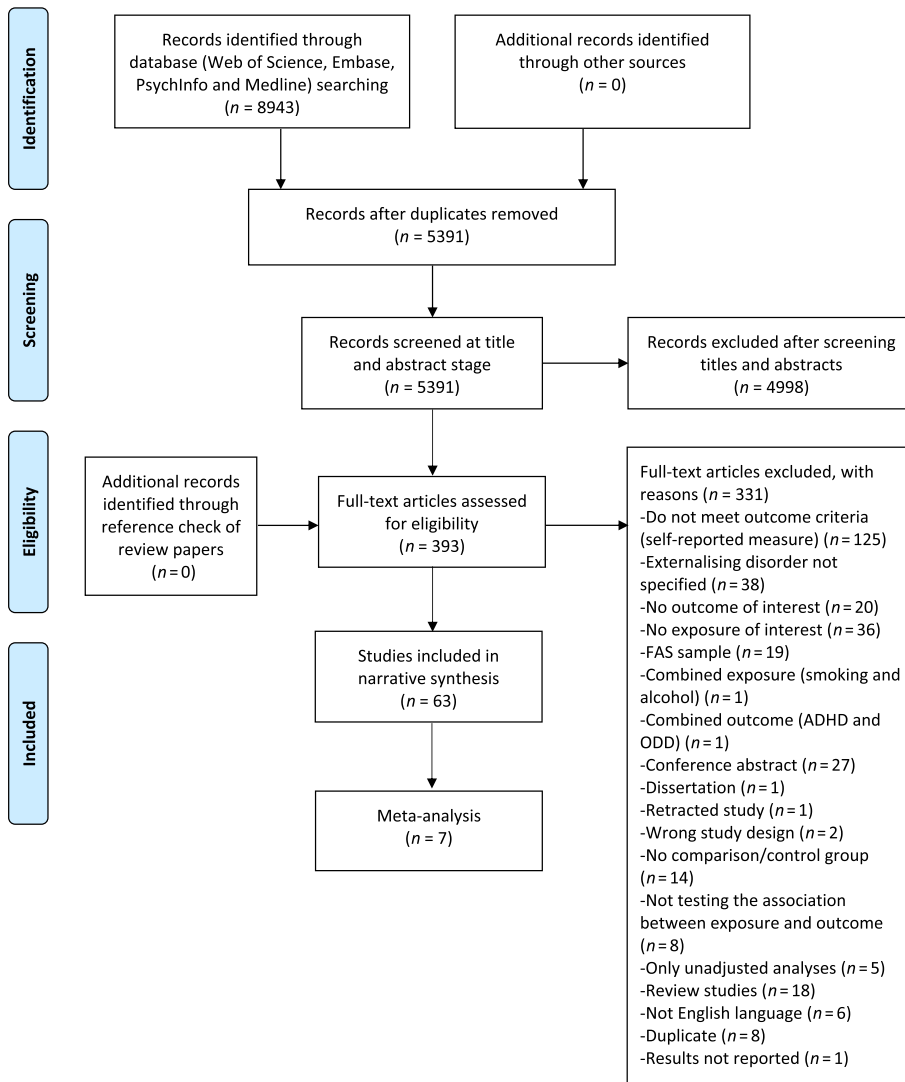 Identification
Records identified through
database (Web of Science, Embase,
PsychInfo and Medline) searching
(n = 8943)
Additional records identified
through other sources
(n = 0)
Records after duplicates removed
(n = 5391)
Screening
Records screened at title
and abstract stage
(n = 5391)
Records excluded after screening
titles and abstracts
(n = 4998)
Eligibility
Additional records
identified through
reference check of
review papers
(n = 0)
Full-text articles assessed
for eligibility
(n = 393)
Full-text articles excluded, with
reasons (n = 331)
-Do not meet outcome criteria
(self-reported measure) (n = 125)
-Externalising disorder not
specified (n = 38)
-No outcome of interest (n = 20)
-No exposure of interest (n = 36)
-FAS sample (n = 19)
-Combined exposure (smoking and
alcohol) (n = 1)
-Combined outcome (ADHD and
ODD) (n = 1)
-Conference abstract (n = 27)
-Dissertation (n = 1)
-Retracted study (n = 1)
-Wrong study design (n = 2)
-No comparison/control group
(n = 14)
-Not testing the association
between exposure and outcome
(n = 8)
-Only unadjusted analyses (n = 5)
-Review studies (n = 18)
-Not English language (n = 6)
-Duplicate (n = 8)
-Results not reported (n = 1)
Included
Studies included in
narrative synthesis
(n = 63)
Meta-analysis
(n = 7)